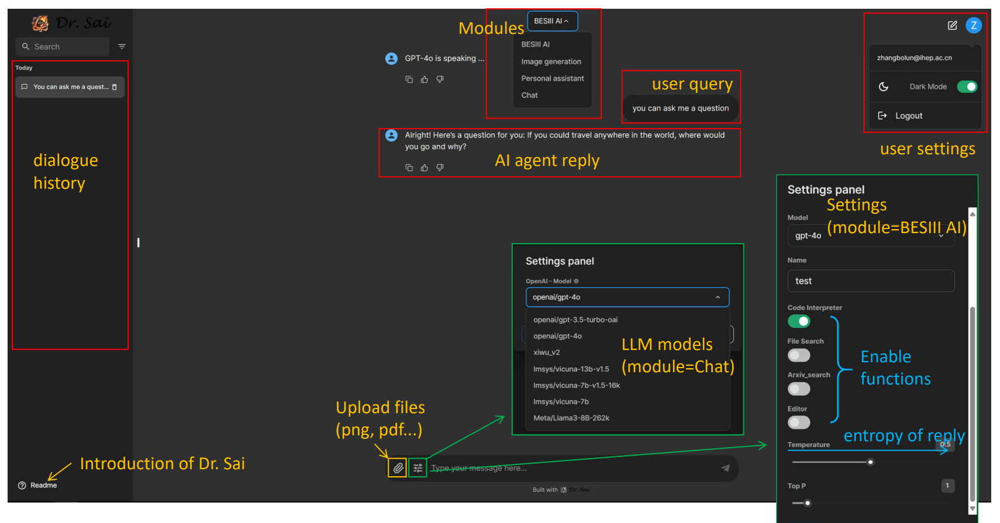 Dr. Sai
Search
Today
You can ask me a quest...
dialogue
history
Introduction of Dr. Sai
Readme
Modules
BESIII AI
BESIII AI
Image generation
Personal assistant
Chat
GPT-4o is speaking ...
user query
you can ask me a question
Alright! Here's a question for you: If you could travel anywhere in the world, where would
you go and why?
AI agent reply
Z
zhangbolun@ihep.ac.cn
Dark Mode
Logout
user settings
Settings panel
OpenAI - Model
openai/gpt-4o
openai/gpt-3.5-turbo-oai
openai/gpt-4o
xiwu_v2
lmsys/vicuna-13b-v1.5
lmsys/vicuna-7b-v1.5-16k
lmsys/vicuna-7b
Meta/Llama3-8B-262k
LLM models
(module=Chat)
Upload files
(png, pdf...)
Type your message here...
Built with Dr. Sai
Settings panel
Settings
(module=BESIII AI)
Model
gpt-4o
Name
test
Code Interpreter
File Search
Arxiv_search
Editor
Enable
functions
entropy of reply
Temperature
0.5
Top P
1